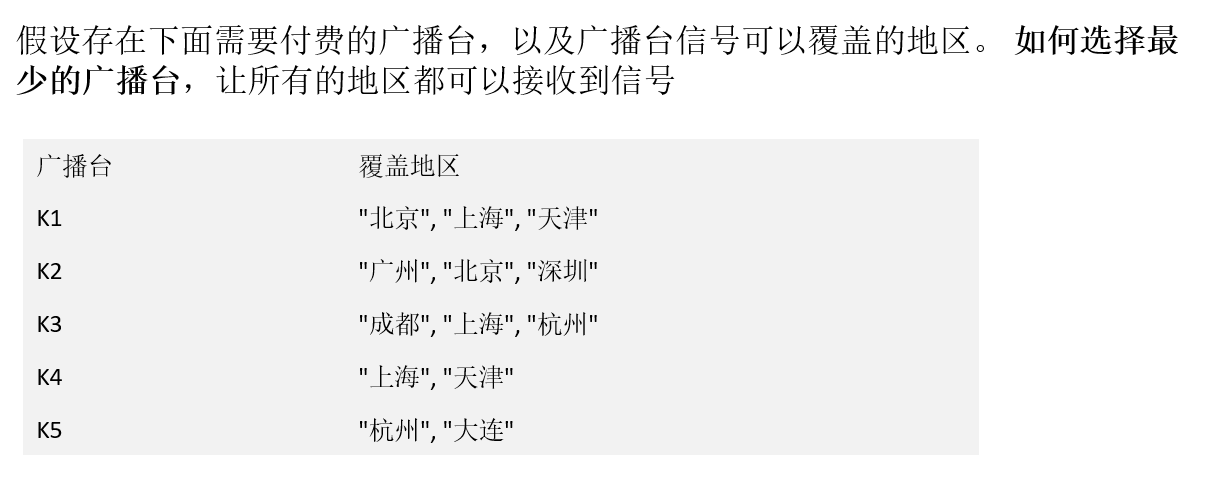 假设存在下面需要付费的广播台，以及广播台信号可以覆盖的地区。 如何选择最
少的广播台，让所有的地区都可以接收到信号
广播台 覆盖地区
K1 "北京", "上海", "天津"
K2 "广州", "北京", "深圳"
K3 "成都", "上海", "杭州"
K4 "上海", "天津"
K5 "杭州", "大连"